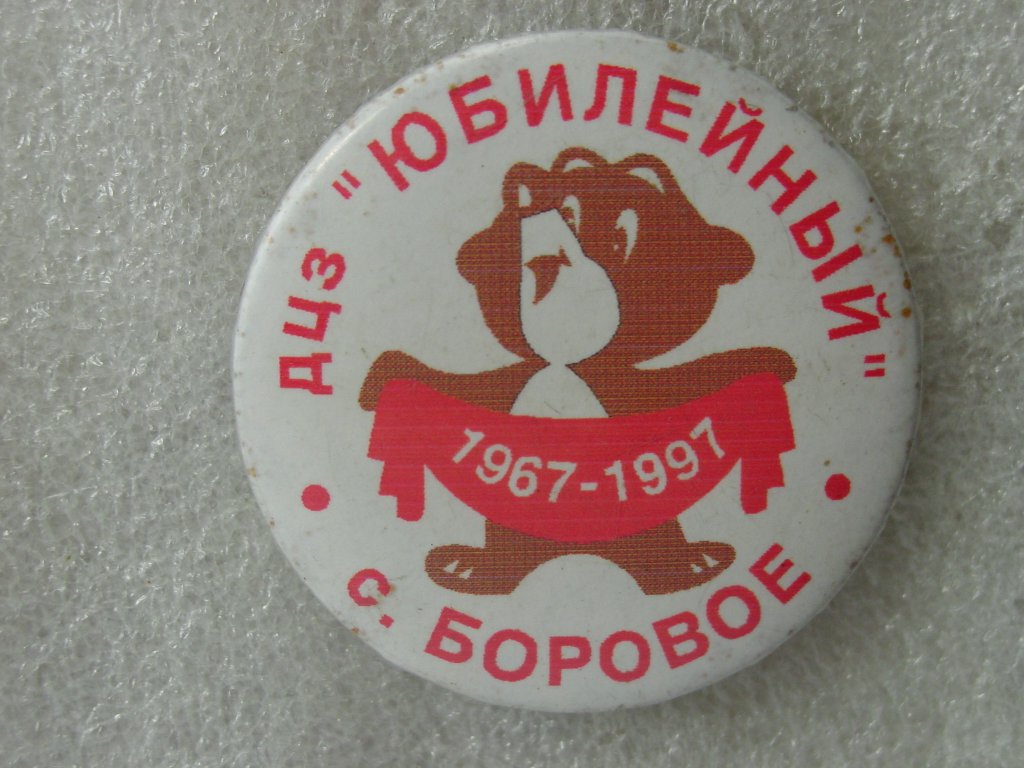 ДЦЗ "ЮБИЛЕЙНЫЙ"
1967-1997
с. БОРОВОЕ